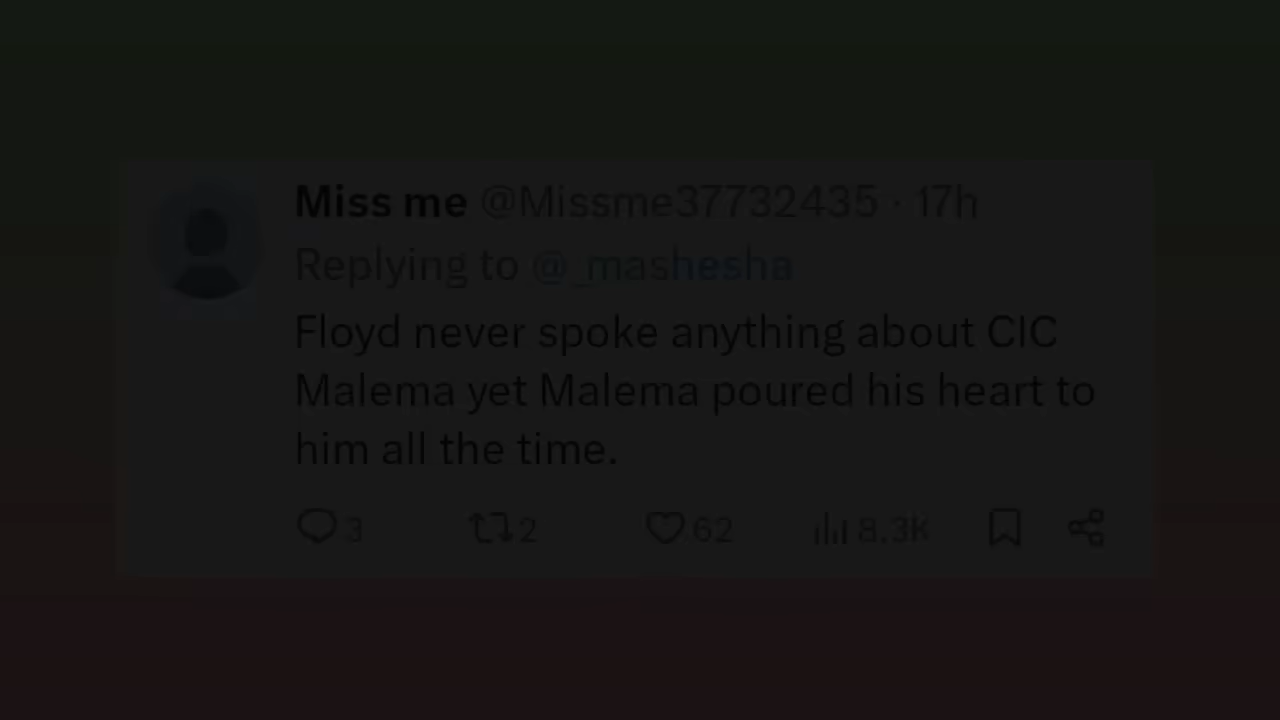 Miss me @Missme37732435 · 17h
Replying to @_mashesha
Floyd never spoke anything about CIC
Malema yet Malema poured his heart to
him all the time.
3 2 62 8.3K